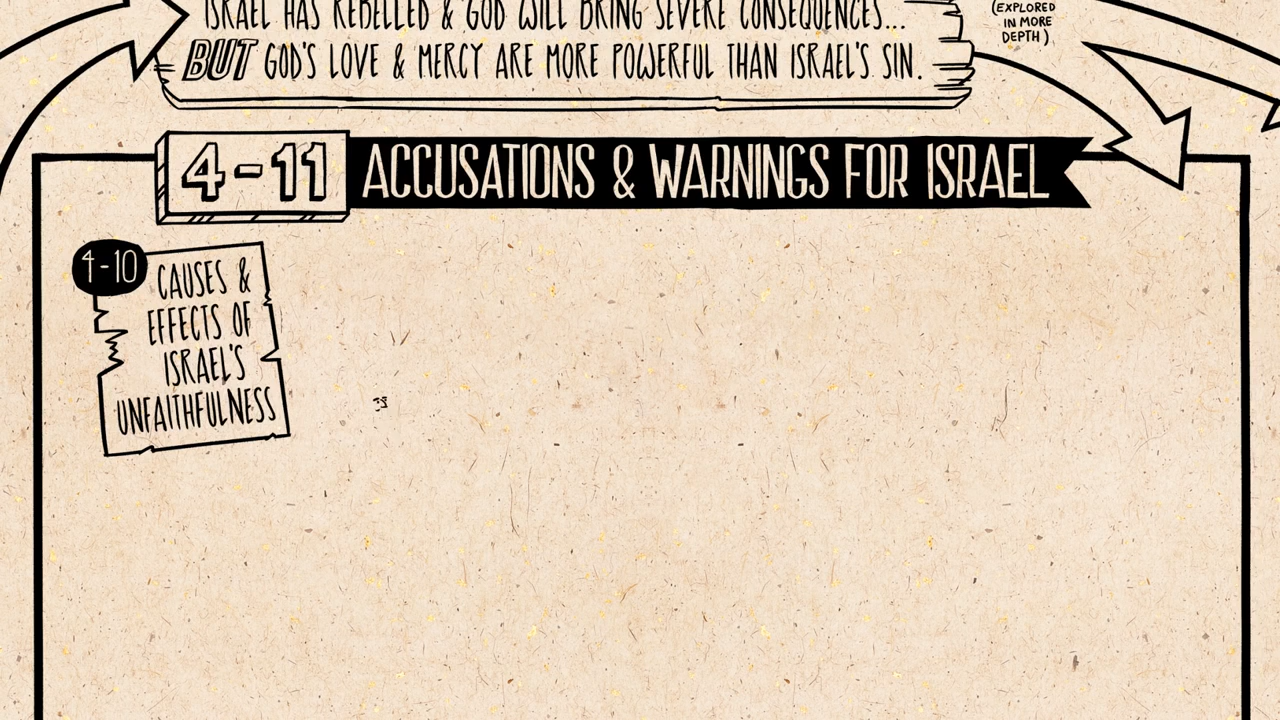 ISRAEL HAS REBELLED & GOD WILL BRING SEVERE CONSEQUENCES...
BUT GOD'S LOVE & MERCY ARE MORE POWERFUL THAN ISRAEL'S SIN.
(EXPLORED
IN MORE
DEPTH)
4-11 ACCUSATIONS & WARNINGS FOR ISRAEL
4-10
CAUSES &
EFFECTS OF
ISRAEL'S
UNFAITHFULNESS